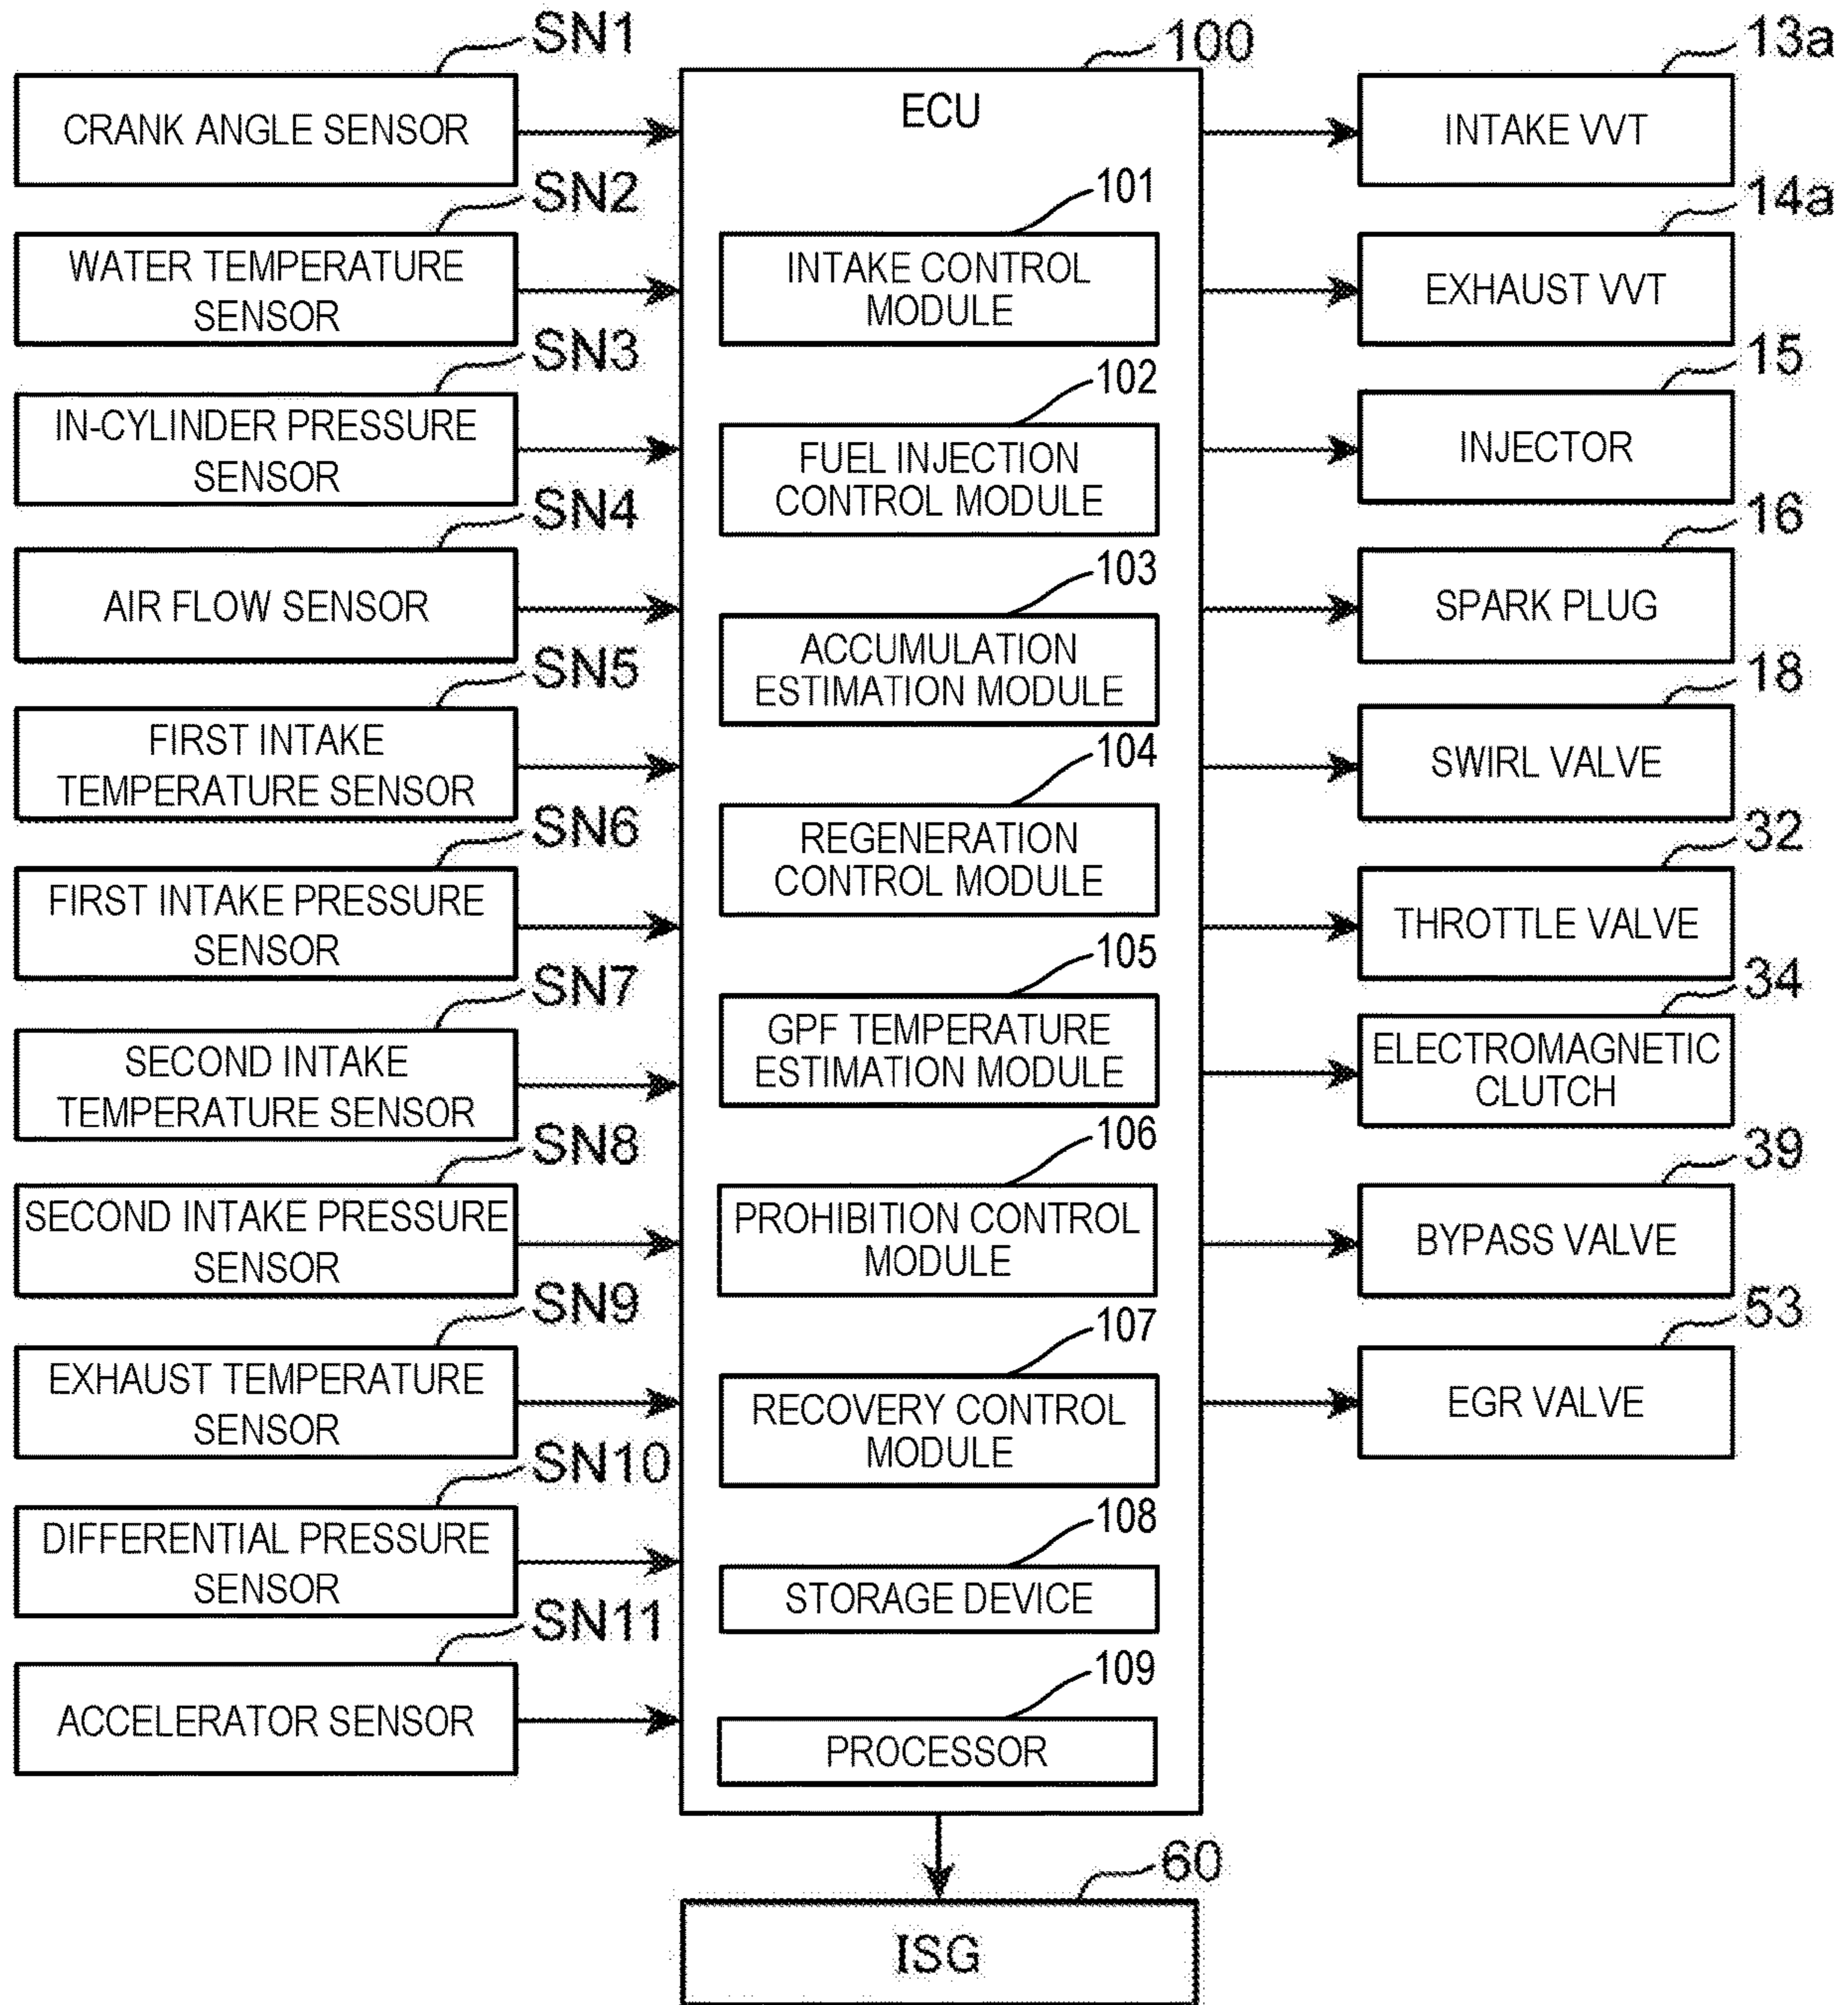 SN1
CRANK ANGLE SENSOR
SN2
WATER TEMPERATURE
SENSOR
SN3
IN-CYLINDER PRESSURE
SENSOR
SN4
AIR FLOW SENSOR
SN5
FIRST INTAKE
TEMPERATURE SENSOR
SN6
FIRST INTAKE PRESSURE
SENSOR
SN7
SECOND INTAKE
TEMPERATURE SENSOR
SN8
SECOND INTAKE PRESSURE
SENSOR
SN9
EXHAUST TEMPERATURE
SENSOR
SN10
DIFFERENTIAL PRESSURE
SENSOR
SN11
ACCELERATOR SENSOR
100
ECU
101
INTAKE CONTROL
MODULE
102
FUEL INJECTION
CONTROL MODULE
103
ACCUMULATION
ESTIMATION MODULE
104
REGENERATION
CONTROL MODULE
105
GPF TEMPERATURE
ESTIMATION MODULE
106
PROHIBITION CONTROL
MODULE
107
RECOVERY CONTROL
MODULE
108
STORAGE DEVICE
109
PROCESSOR
13a
INTAKE VVT
14a
EXHAUST VVT
15
INJECTOR
16
SPARK PLUG
18
SWIRL VALVE
32
THROTTLE VALVE
34
ELECTROMAGNETIC
CLUTCH
39
BYPASS VALVE
53
EGR VALVE
60
ISG